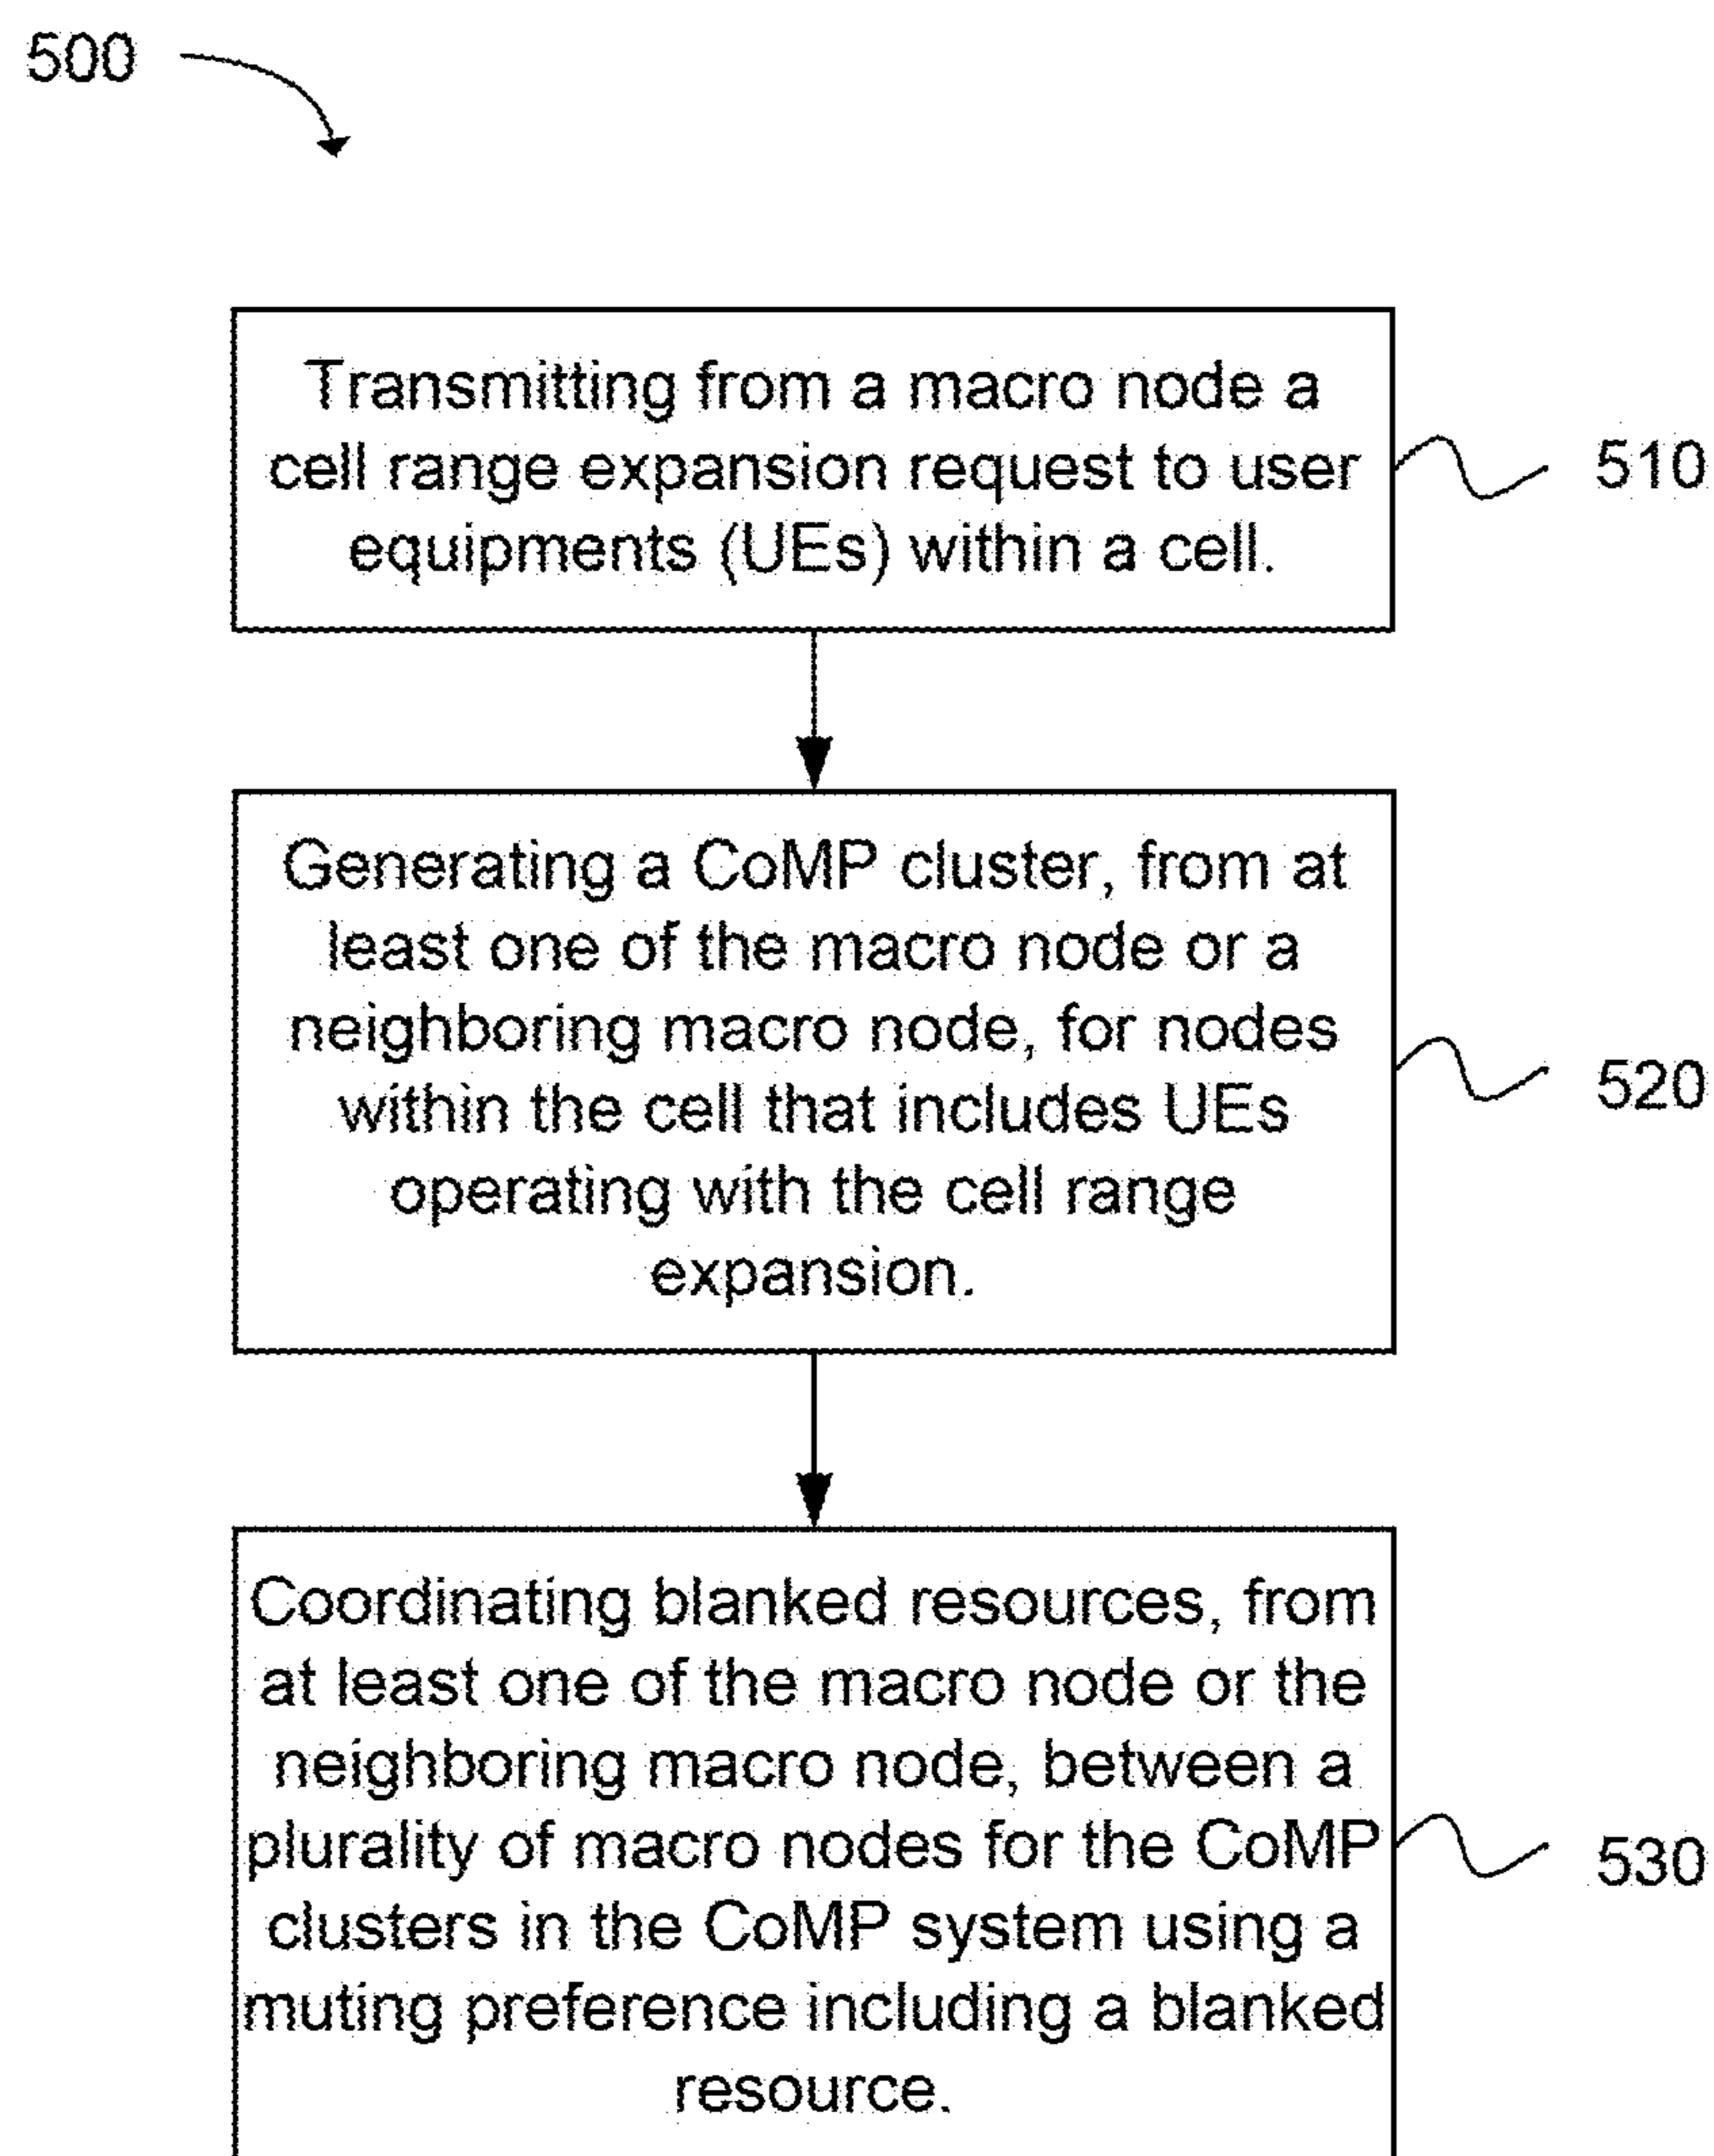 500
Transmitting from a macro node a
cell range expansion request to user
equipments (UEs) within a cell.
510
Generating a CoMP cluster, from at
least one of the macro node or a
neighboring macro node, for nodes
within the cell that includes UEs
operating with the cell range
expansion.
520
Coordinating blanked resources, from
at least one of the macro node or the
neighboring macro node, between a
plurality of macro nodes for the CoMP
clusters in the CoMP system using a
muting preference including a blanked
resource.
530